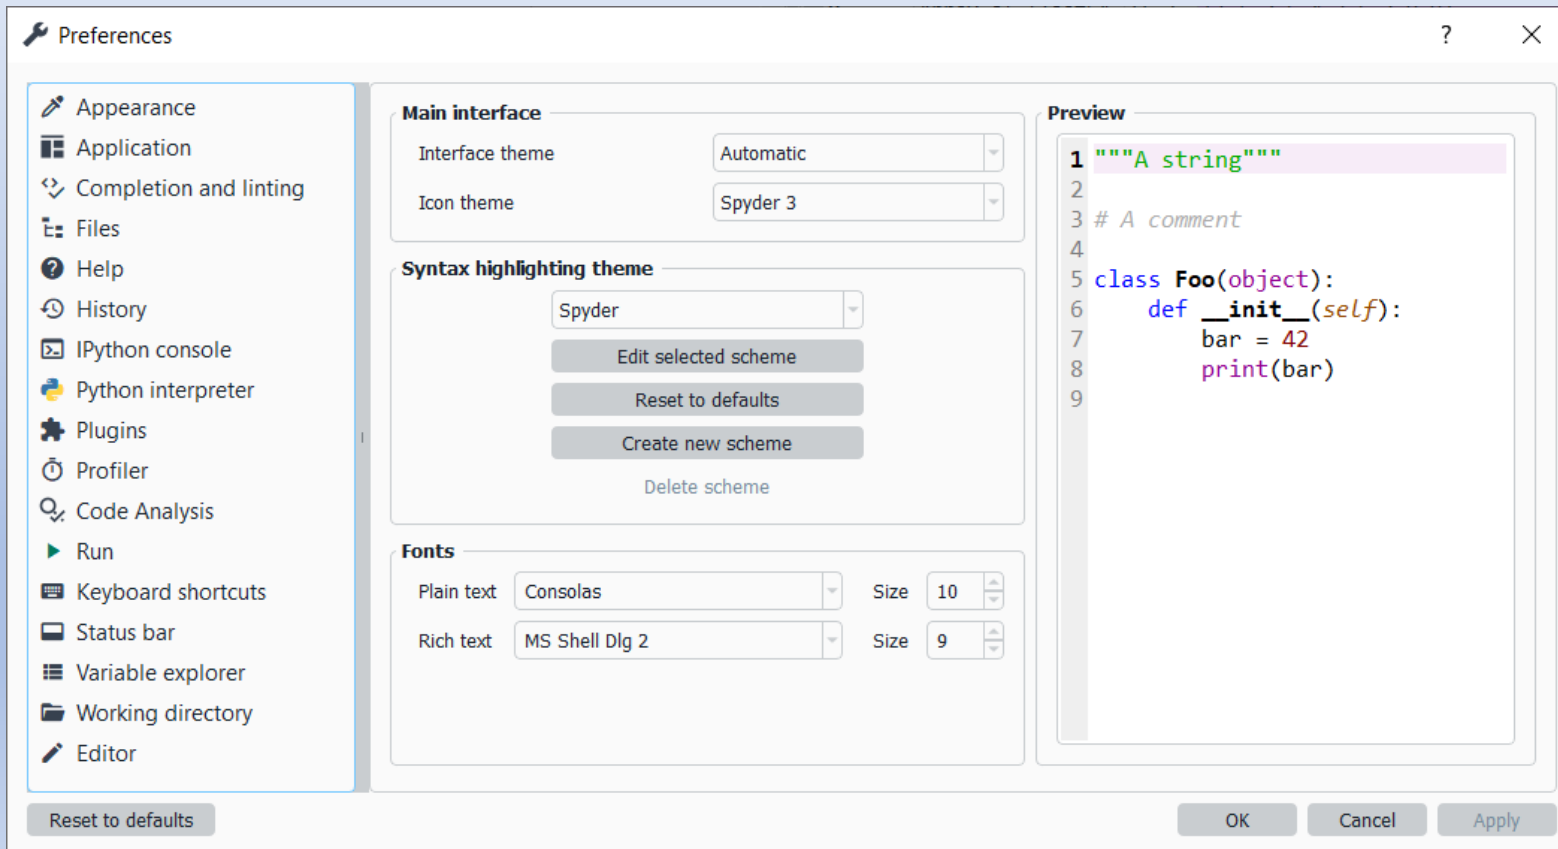 Preferences
?
Appearance
Application
Completion and linting
Files
Help
History
IPython console
Python interpreter
Plugins
Profiler
Code Analysis
Run
Keyboard shortcuts
Status bar
Variable explorer
Working directory
Editor
Main interface
Interface theme Automatic
Icon theme Spyder 3
Syntax highlighting theme
Spyder
Edit selected scheme
Reset to defaults
Create new scheme
Delete scheme
Fonts
Plain text Consolas Size 10
Rich text MS Shell Dlg 2 Size 9
Preview
1 """A string"""
2
3 # A comment
4
5 class Foo(object):
6     def __init__(self):
7         bar = 42
8         print(bar)
9
Reset to defaults
OK Cancel Apply